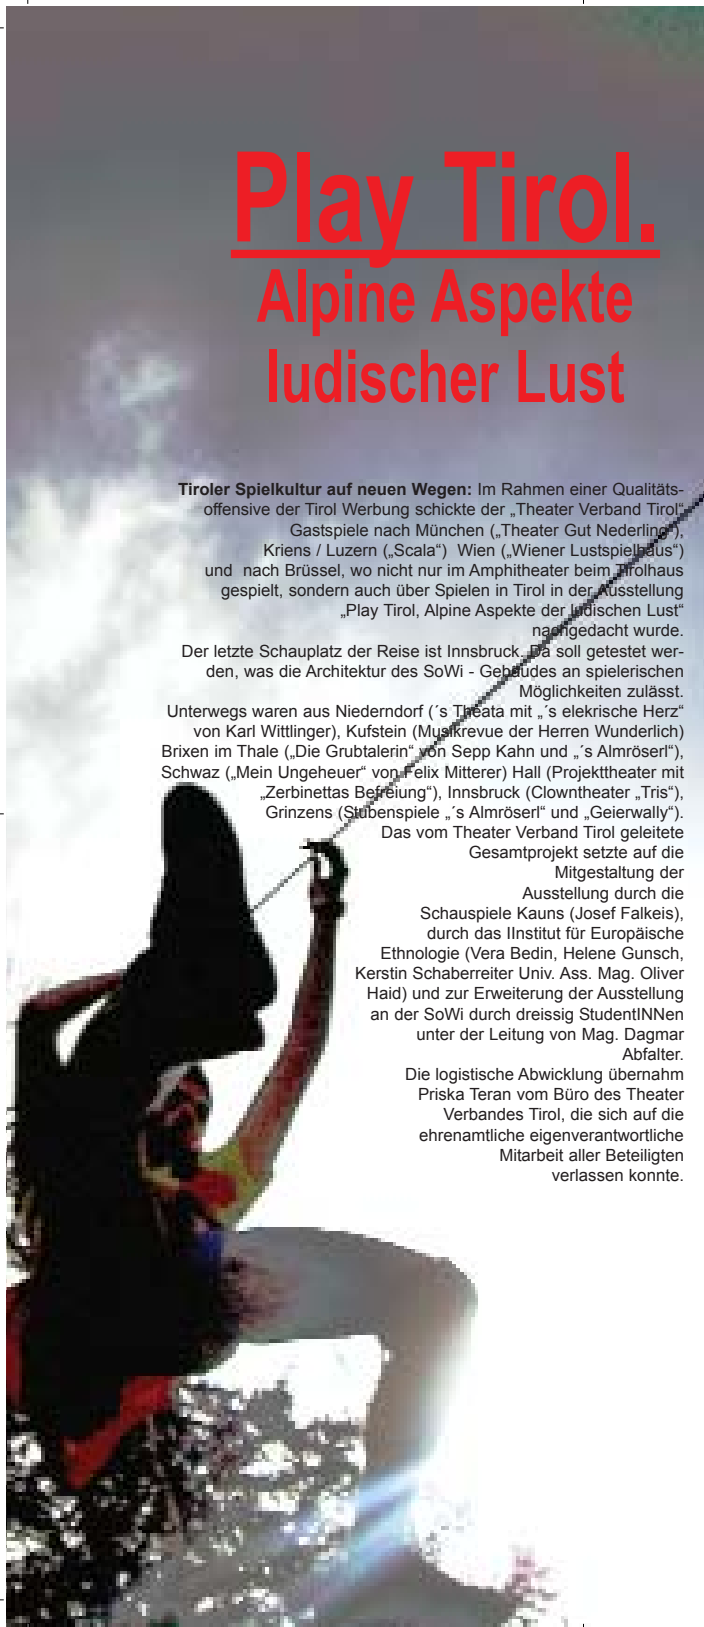 Play Tirol.
Alpine Aspekte
ludischer Lust
Tiroler Spielkultur auf neuen Wegen: Im Rahmen einer Qualitäts-
offensive der Tirol Werbung schickte der „Theater Verband Tirol“
Gastspiele nach München („Theater Gut Nederling“),
Kriens / Luzern („Scala“)  Wien („Wiener Lustspielhaus“)
und  nach Brüssel, wo nicht nur im Amphitheater beim Tirolhaus
gespielt, sondern auch über Spielen in Tirol in der Ausstellung
„Play Tirol, Alpine Aspekte der ludischen Lust“
nachgedacht wurde.
Der letzte Schauplatz der Reise ist Innsbruck. Da soll getestet wer-
den, was die Architektur des SoWi - Gebäudes an spielerischen
Möglichkeiten zulässt.
Unterwegs waren aus Niederndorf (´s Theata mit „´s elekrische Herz“
von Karl Wittlinger), Kufstein (Musikrevue der Herren Wunderlich)
Brixen im Thale („Die Grubtalerin“ von Sepp Kahn und „´s Almröserl“),
Schwaz („Mein Ungeheuer“ von Felix Mitterer) Hall (Projekttheater mit
„Zerbinettas Befreiung“), Innsbruck (Clowntheater „Tris“),
Grinzens (Stubenspiele „´s Almröserl“ und „Geierwally“).
Das vom Theater Verband Tirol geleitete
Gesamtprojekt setzte auf die
Mitgestaltung der
Ausstellung durch die
Schauspiele Kauns (Josef Falkeis),
durch das IInstitut für Europäische
Ethnologie (Vera Bedin, Helene Gunsch,
Kerstin Schaberreiter Univ. Ass. Mag. Oliver
Haid) und zur Erweiterung der Ausstellung
an der SoWi durch dreissig StudentINNen
unter der Leitung von Mag. Dagmar
Abfalter.
Die logistische Abwicklung übernahm
Priska Teran vom Büro des Theater
Verbandes Tirol, die sich auf die
ehrenamtliche eigenverantwortliche
Mitarbeit aller Beteiligten
verlassen konnte.